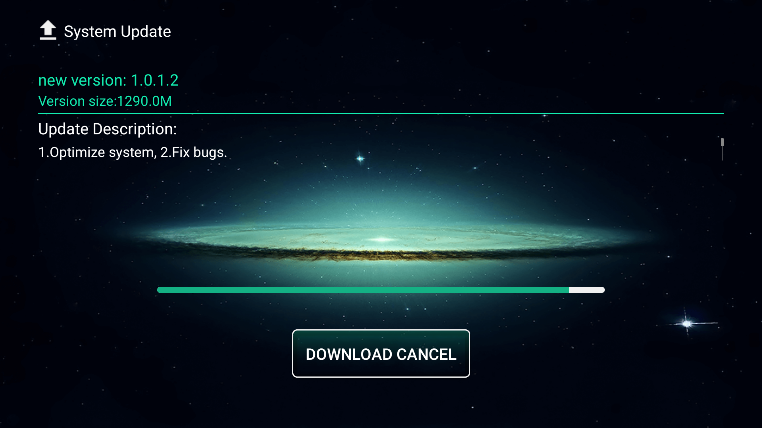 System Update
new version: 1.0.1.2
Version size:1290.0M
Update Description:
1.Optimize system, 2.Fix bugs.
DOWNLOAD CANCEL